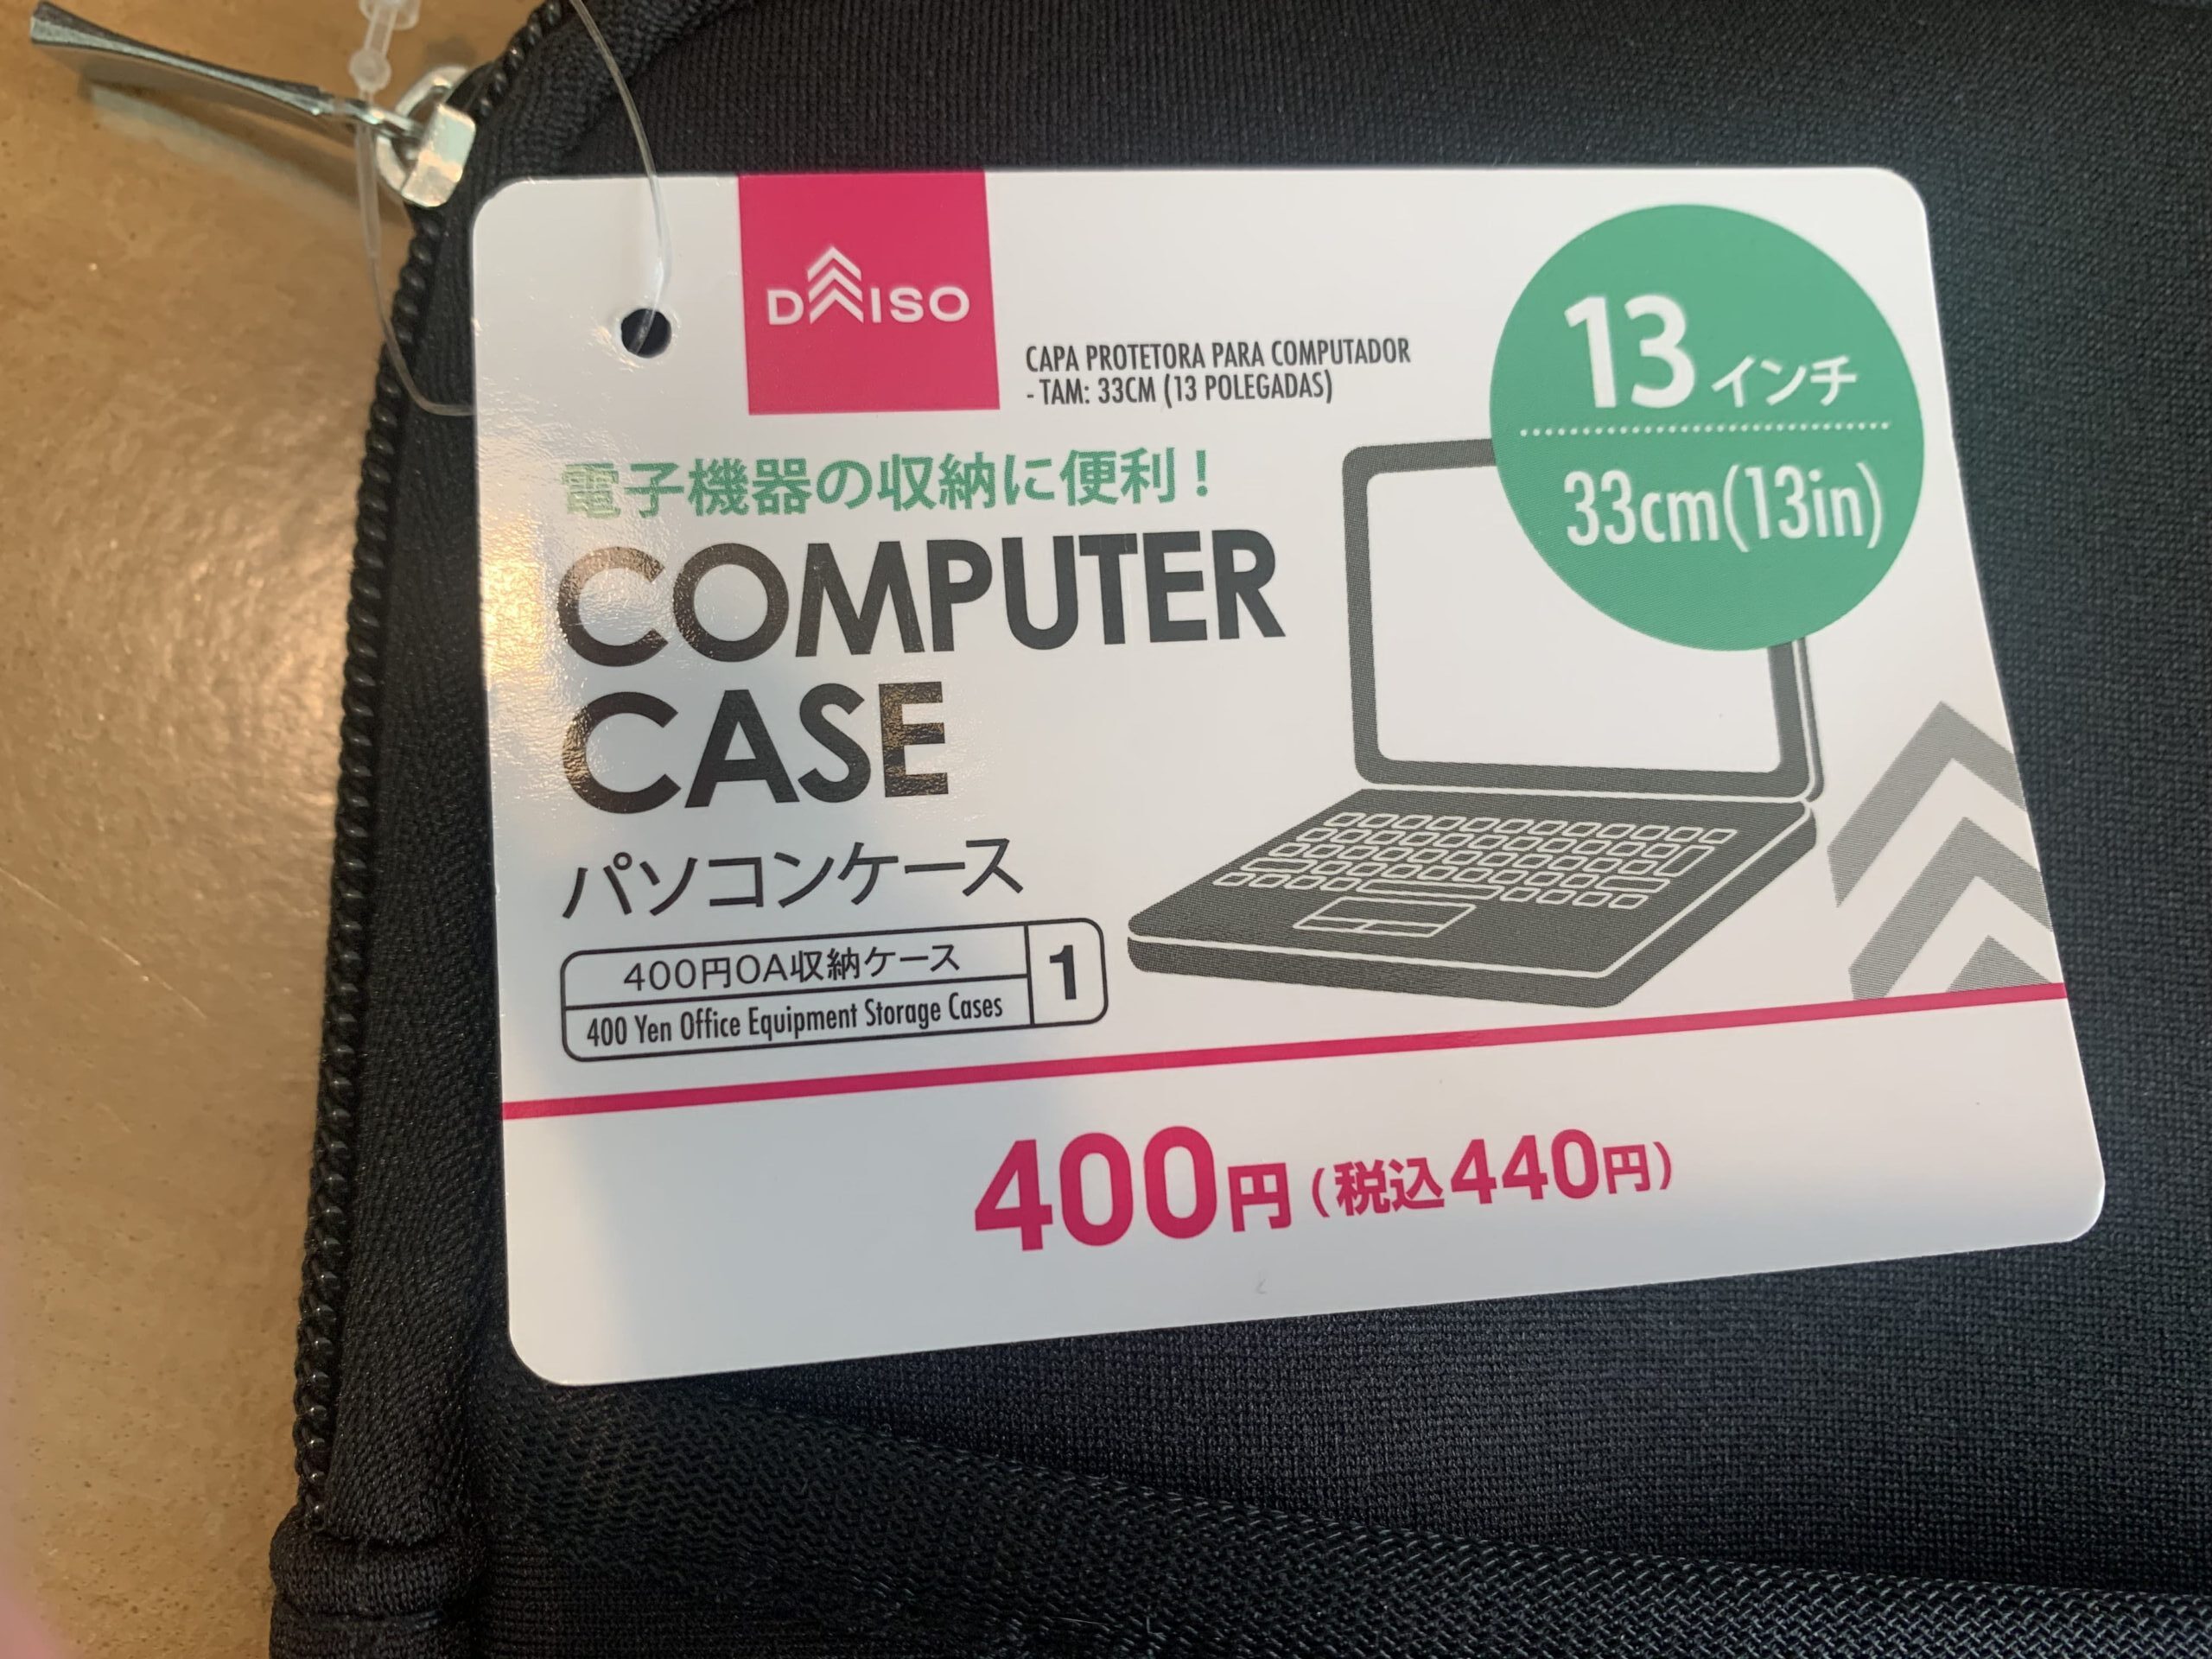 DAISO
CAPA PROTETORA PARA COMPUTADOR
- TAM: 33CM (13 POLEGADAS)
13インチ
33cm(13in)
電子機器の収納に便利!
COMPUTER
CASE
パソコンケース
400円OA収納ケース
400 Yen Office Equipment Storage Cases
1
400円(税込440円)